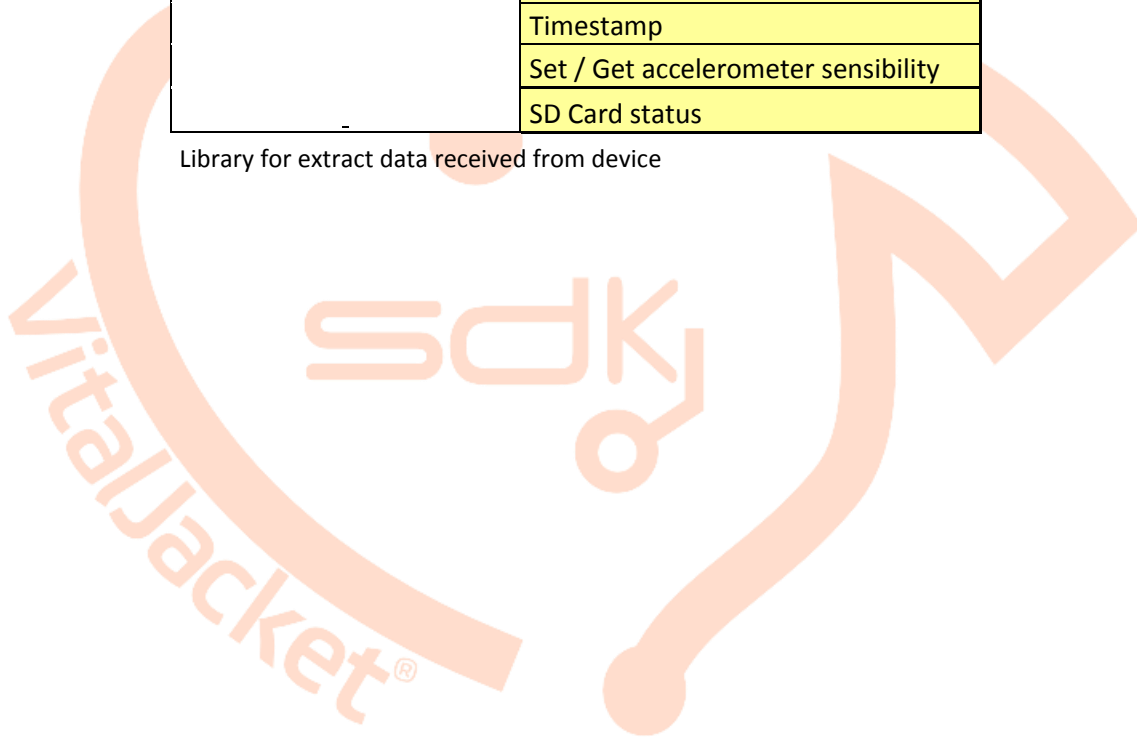 Timestamp
Set / Get accelerometer sensibility
-
SD Card status
Library for extract data received from device
sdk
VitalJacket®